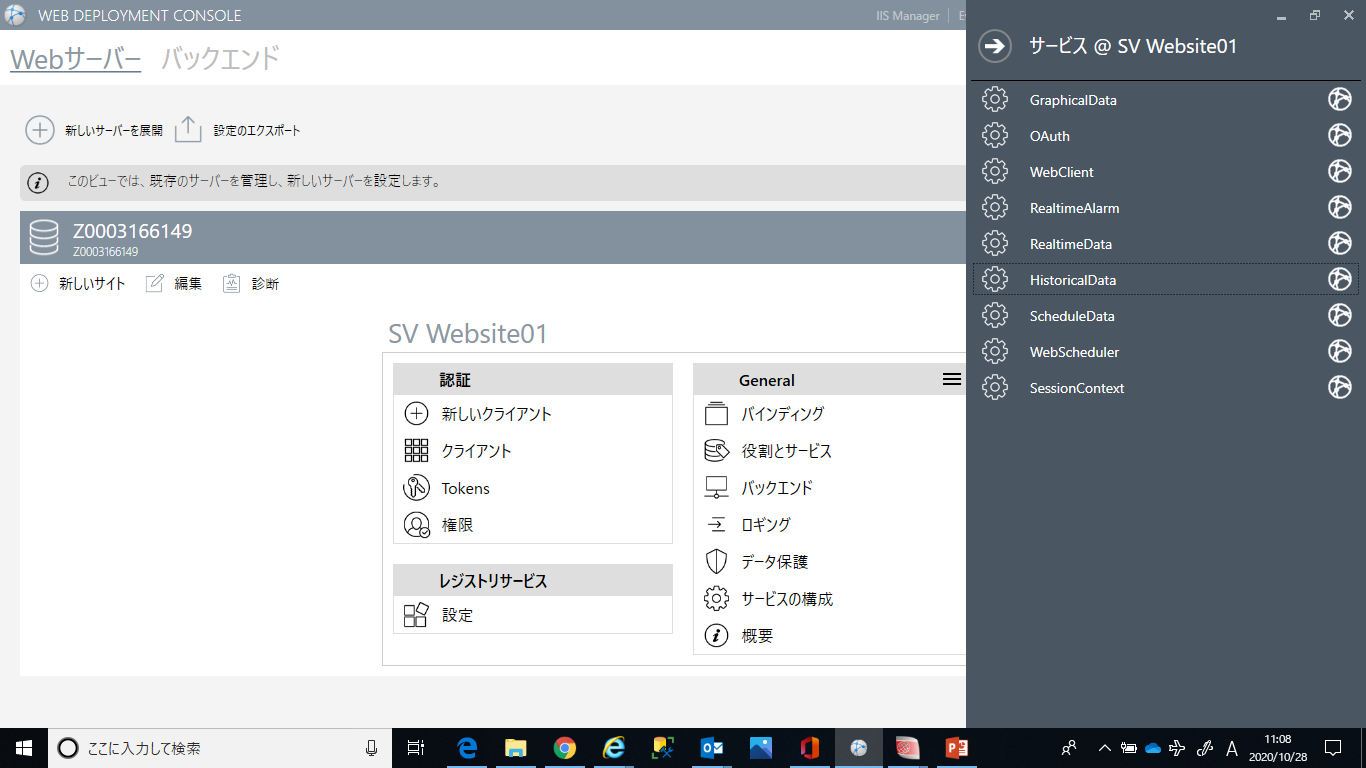 WEB DEPLOYMENT CONSOLE
IIS Manager
Webサーバー バックエンド
新しいサーバーを展開 設定のエクスポート
このビューでは、既存のサーバーを管理し、新しいサーバーを設定します。
Z0003166149
Z0003166149
新しいサイト 編集 診断
SV Website01
認証
新しいクライアント
クライアント
Tokens
権限
レジストリサービス
設定
General
バインディング
役割とサービス
バックエンド
ロギング
データ保護
サービスの構成
概要
サービス @ SV Website01
GraphicalData
OAuth
WebClient
RealtimeAlarm
RealtimeData
HistoricalData
ScheduleData
WebScheduler
SessionContext
ここに入力して検索
A
11:08
2020/10/28